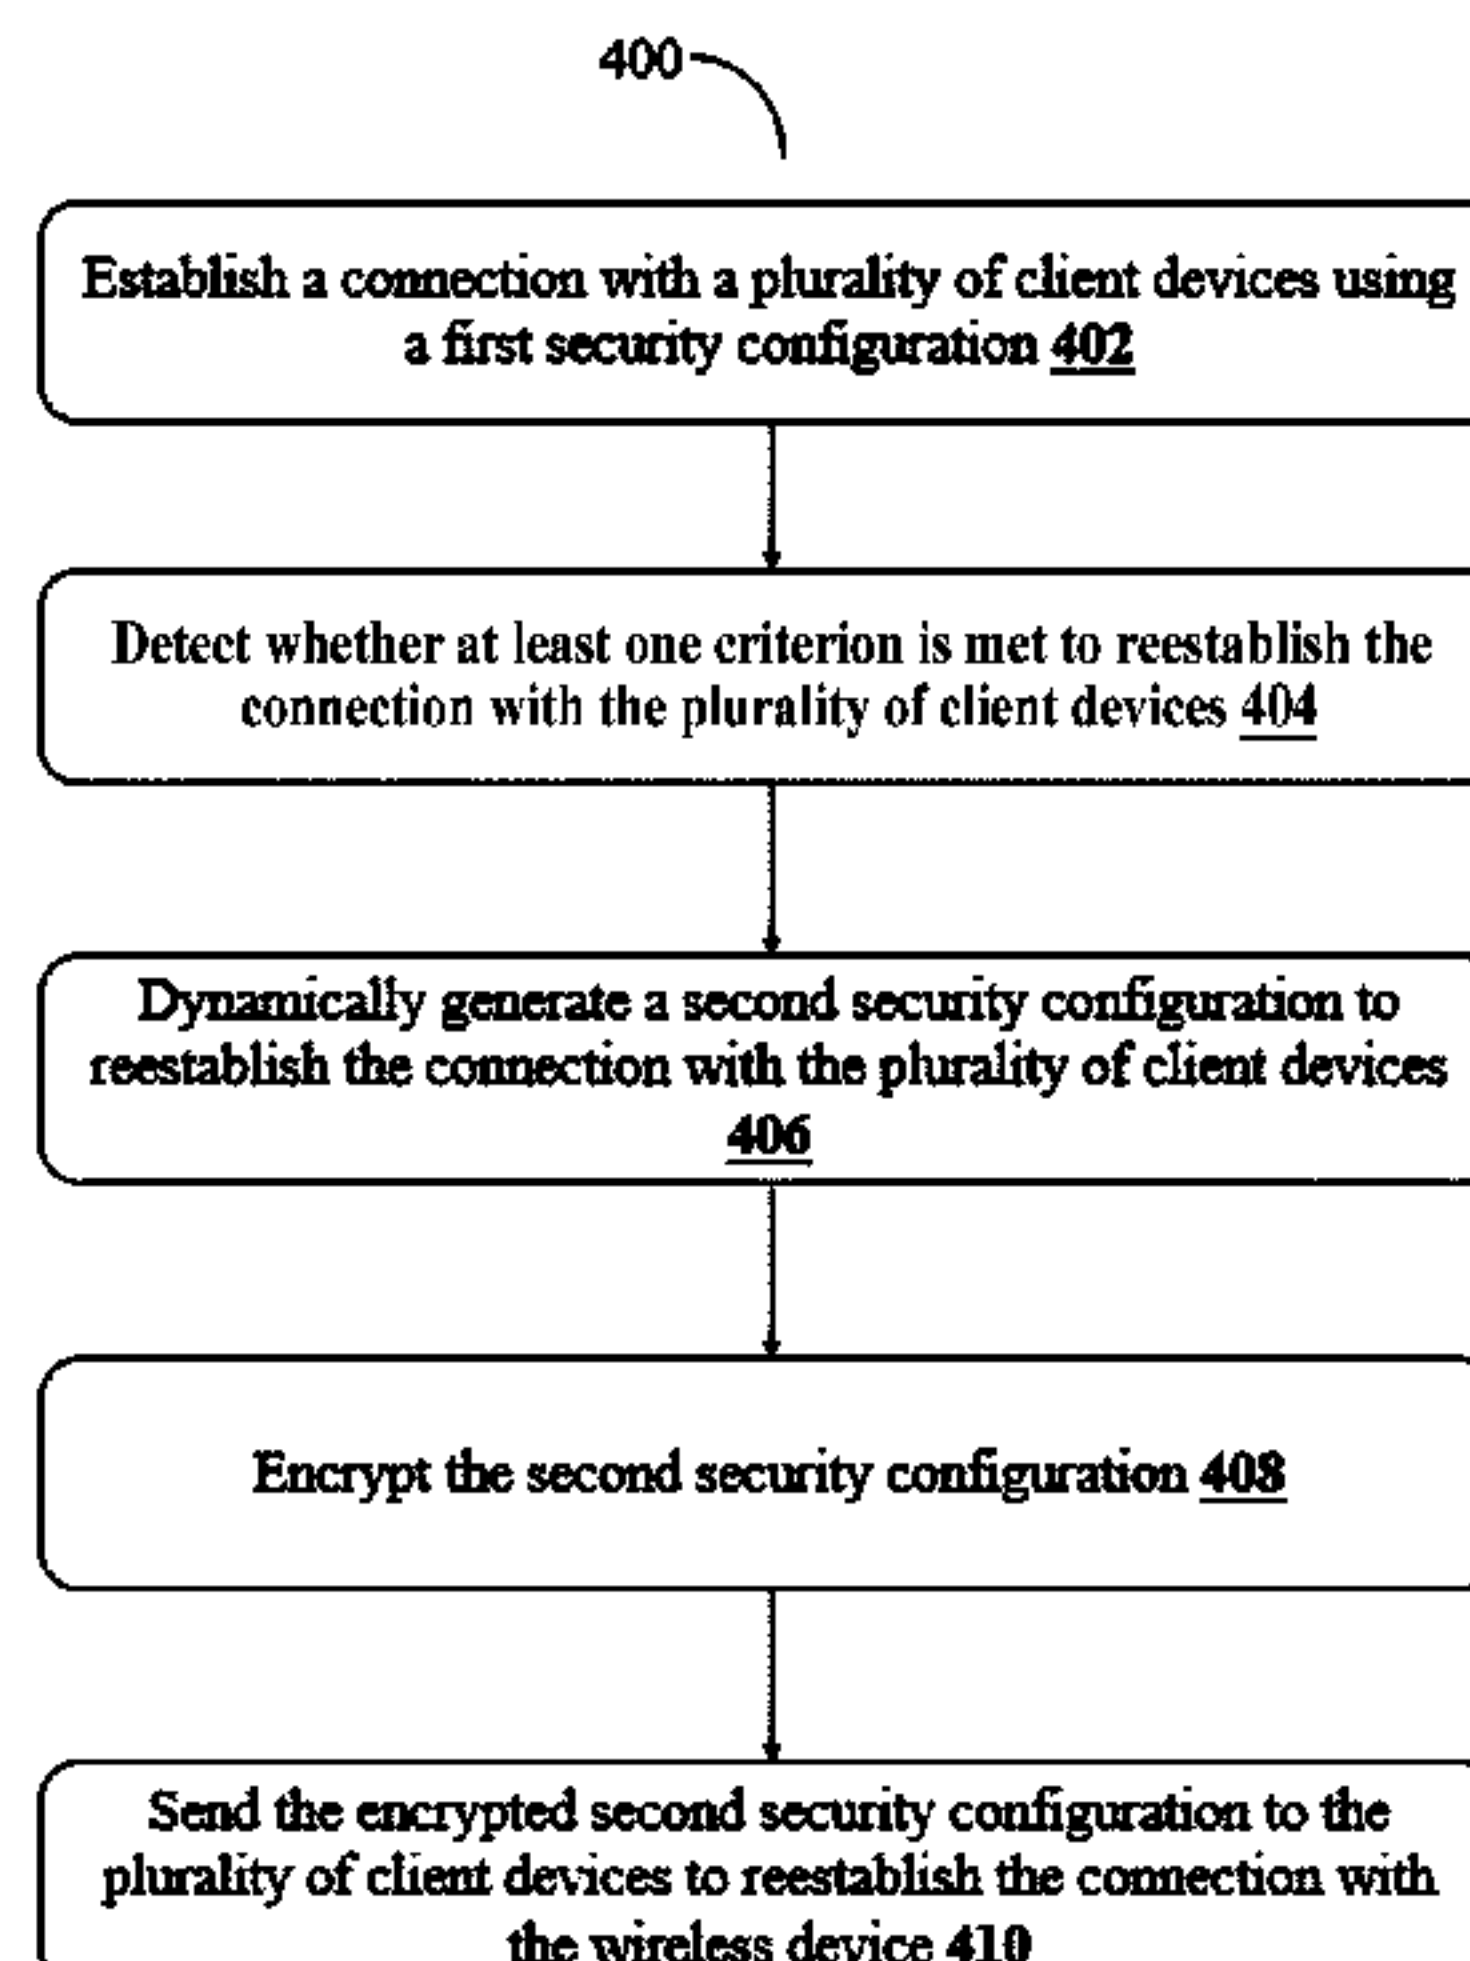 400
Establish a connection with a plurality of client devices using
a first security configuration 402
Detect whether at least one criterion is met to reestablish the
connection with the plurality of client devices 404
Dynamically generate a second security configuration to
reestablish the connection with the plurality of client devices
406
Encrypt the second security configuration 408
Send the encrypted second security configuration to the
plurality of client devices to reestablish the connection with
the wireless device 410